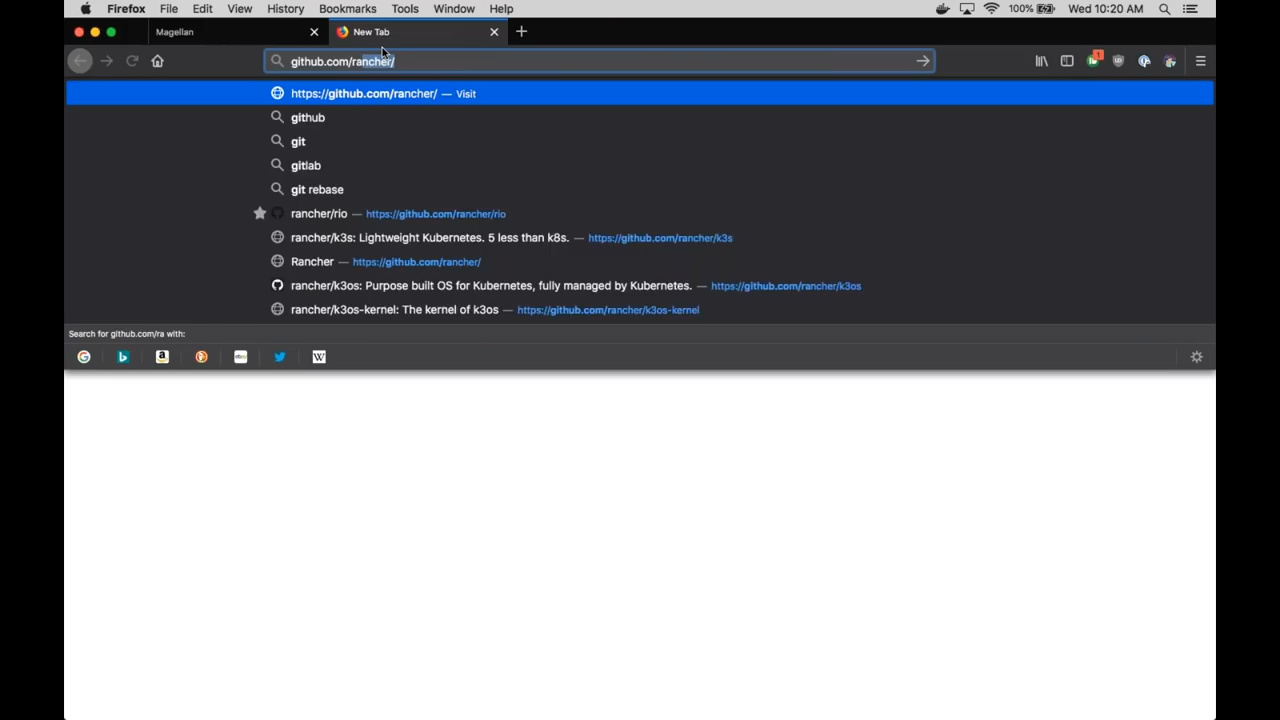 Firefox File Edit View History Bookmarks Tools Window Help 100% Wed 10:20 AM
Magellan New Tab
github.com/rancher/ 1
https://github.com/rancher/ — Visit
github
git
gitlab
git rebase
rancher/rio — https://github.com/rancher/rio
rancher/k3s: Lightweight Kubernetes. 5 less than k8s. — https://github.com/rancher/k3s
Rancher — https://github.com/rancher/
rancher/k3os: Purpose built OS for Kubernetes, fully managed by Kubernetes. — https://github.com/rancher/k3os
rancher/k3os-kernel: The kernel of k3os — https://github.com/rancher/k3os-kernel
Search for github.com/ra with:
G b a ebay W